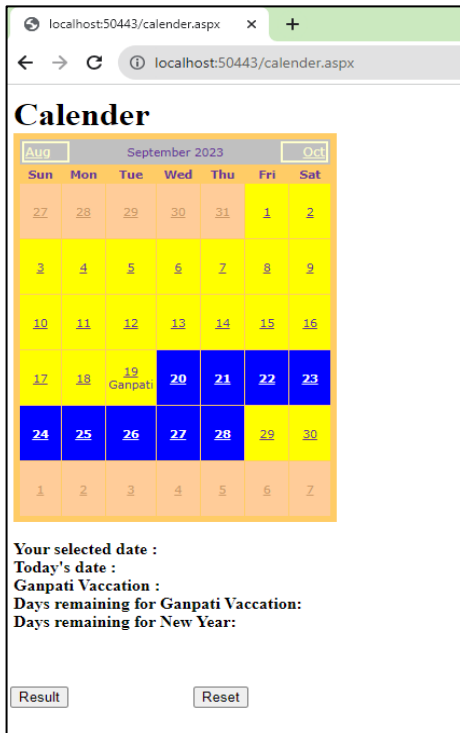 localhost:50443/calender.aspx
localhost:50443/calender.aspx
Calender
Aug September 2023 Oct
Sun Mon Tue Wed Thu Fri Sat
27 28 29 30 31 1 2
3 4 5 6 7 8 9
10 11 12 13 14 15 16
17 18 19 20 21 22 23
Ganpati
24 25 26 27 28 29 30
1 2 3 4 5 6 7
Your selected date :
Today's date :
Ganpati Vaccation :
Days remaining for Ganpati Vaccation:
Days remaining for New Year:
Result Reset